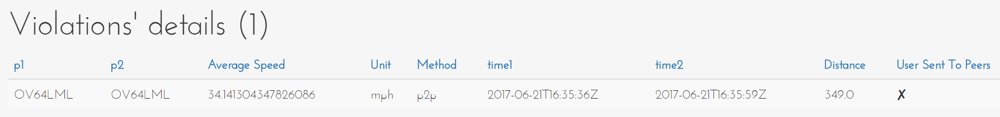 Violations' details (1)
p1 p2 Average Speed Unit Method time1 time2 Distance User Sent To Peers
OV64LML OV64LML 34.141304347826086 mph p2p 2017-06-21T16:35:36Z 2017-06-21T16:35:59Z 349.0 ✗